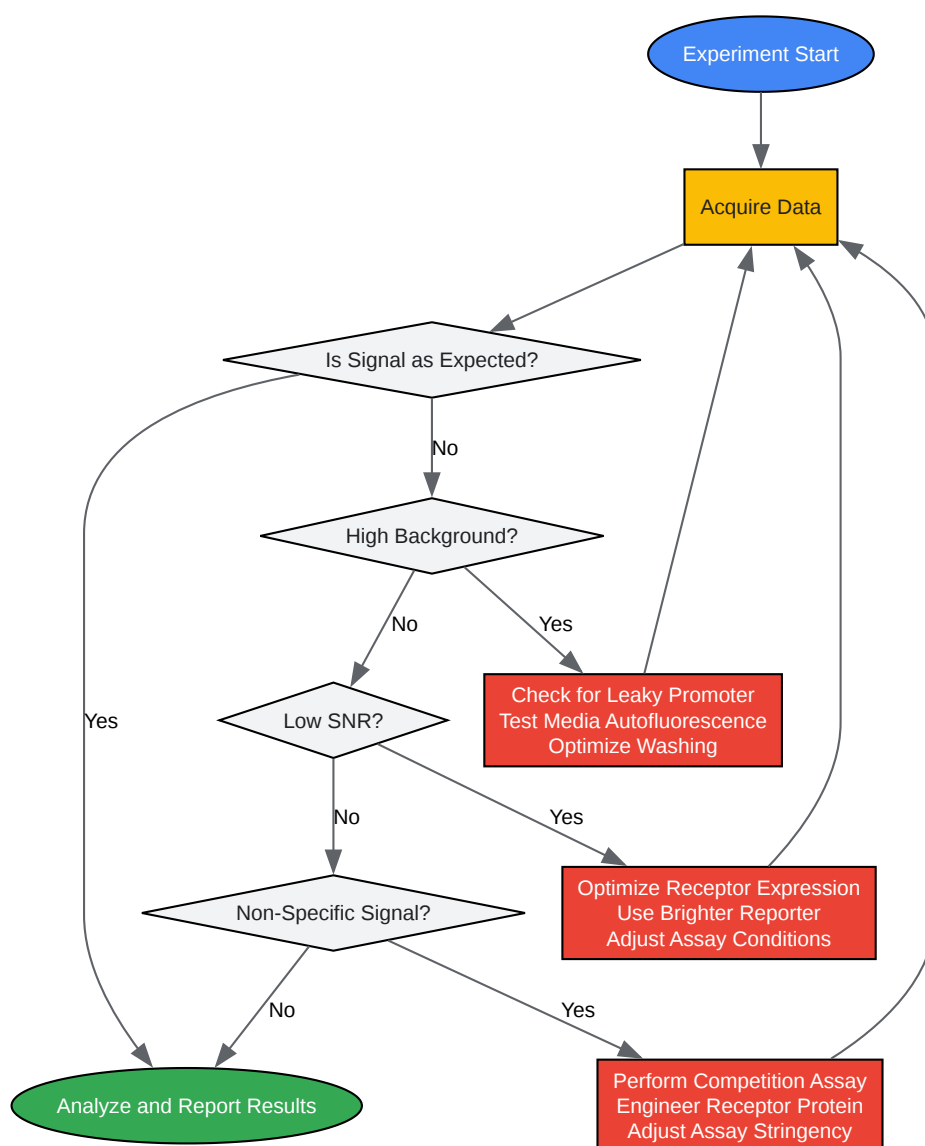 Experiment Start
Acquire Data
Is Signal as Expected?
No
High Background?
No
Yes
Check for Leaky Promoter
Test Media Autofluorescence
Optimize Washing
Low SNR?
Yes
No
Yes
Optimize Receptor Expression
Use Brighter Reporter
Adjust Assay Conditions
Non-Specific Signal?
No
Yes
Perform Competition Assay
Engineer Receptor Protein
Adjust Assay Stringency
Analyze and Report Results